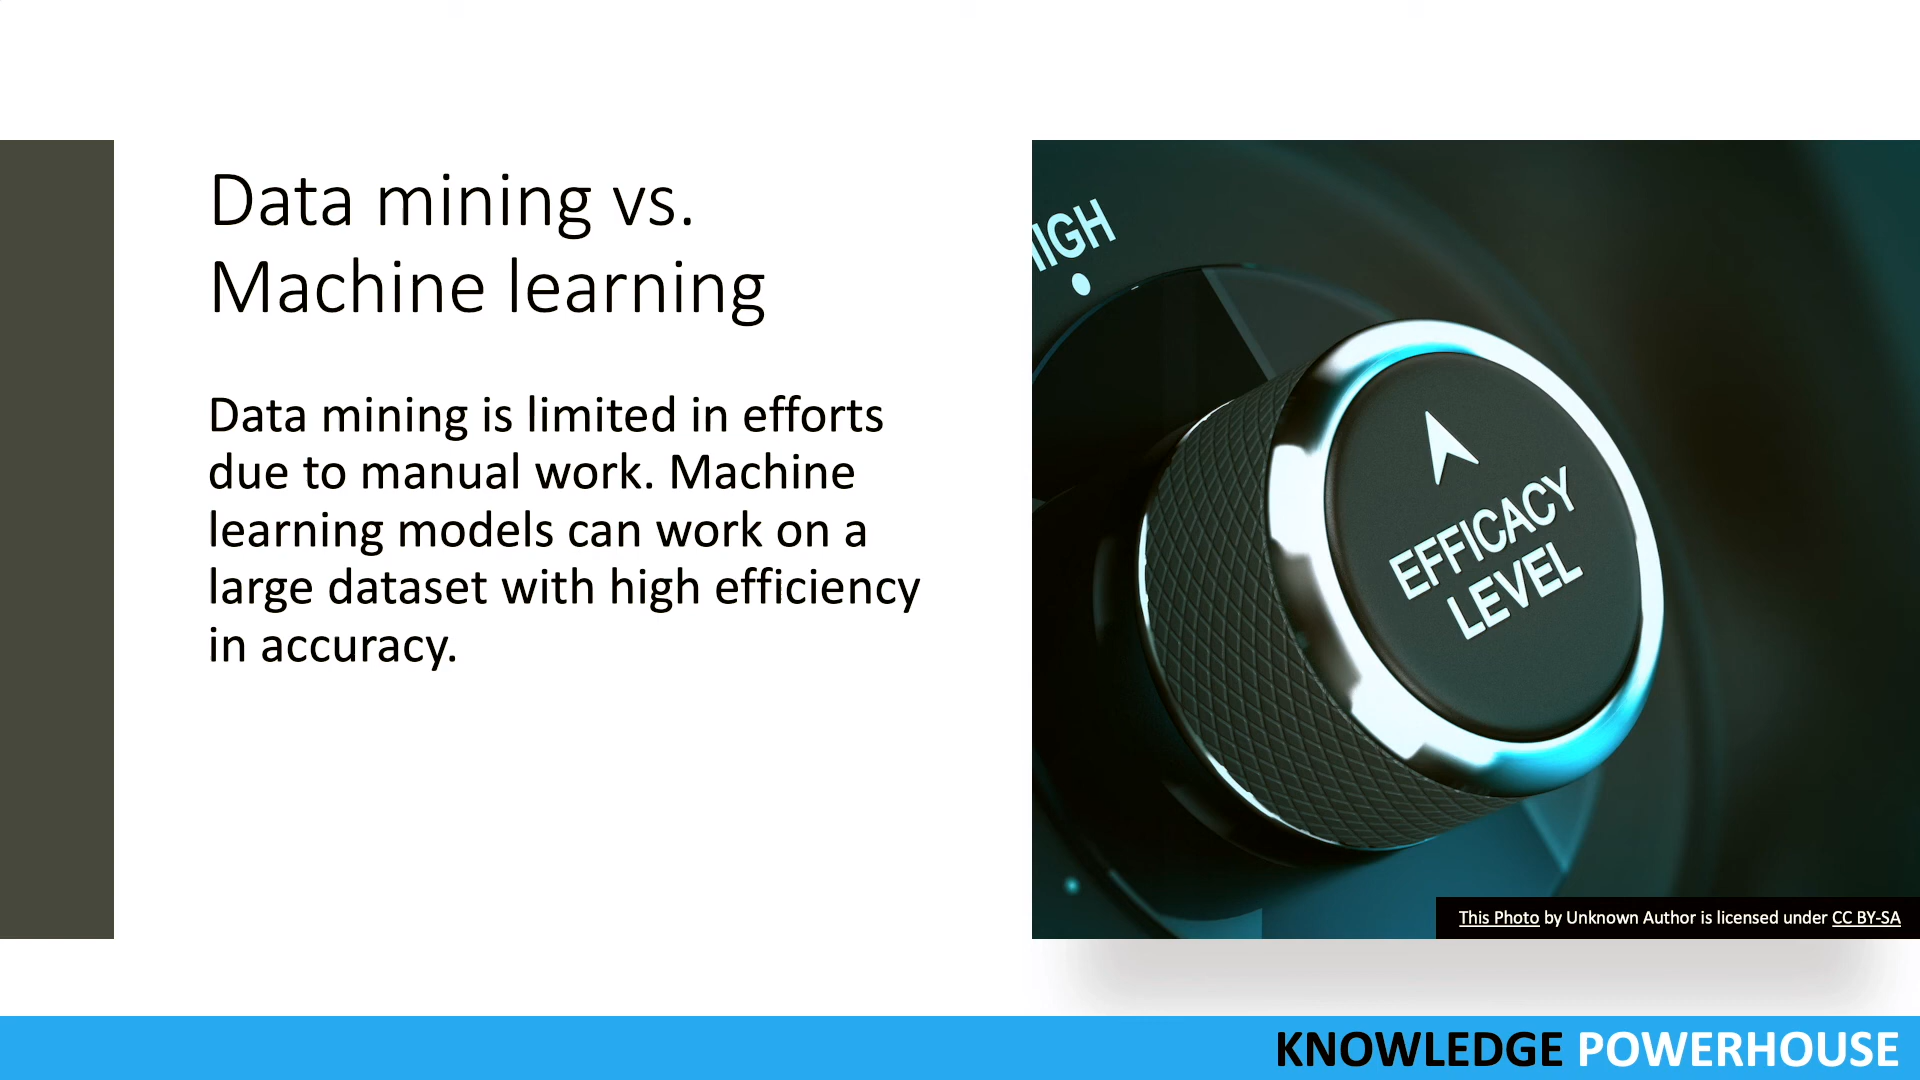 Data mining vs.
Machine learning
Data mining is limited in efforts
due to manual work. Machine
learning models can work on a
large dataset with high efficiency
in accuracy.
EFFICACY
LEVEL
This Photo by Unknown Author is licensed under CC BY-SA
KNOWLEDGE POWERHOUSE